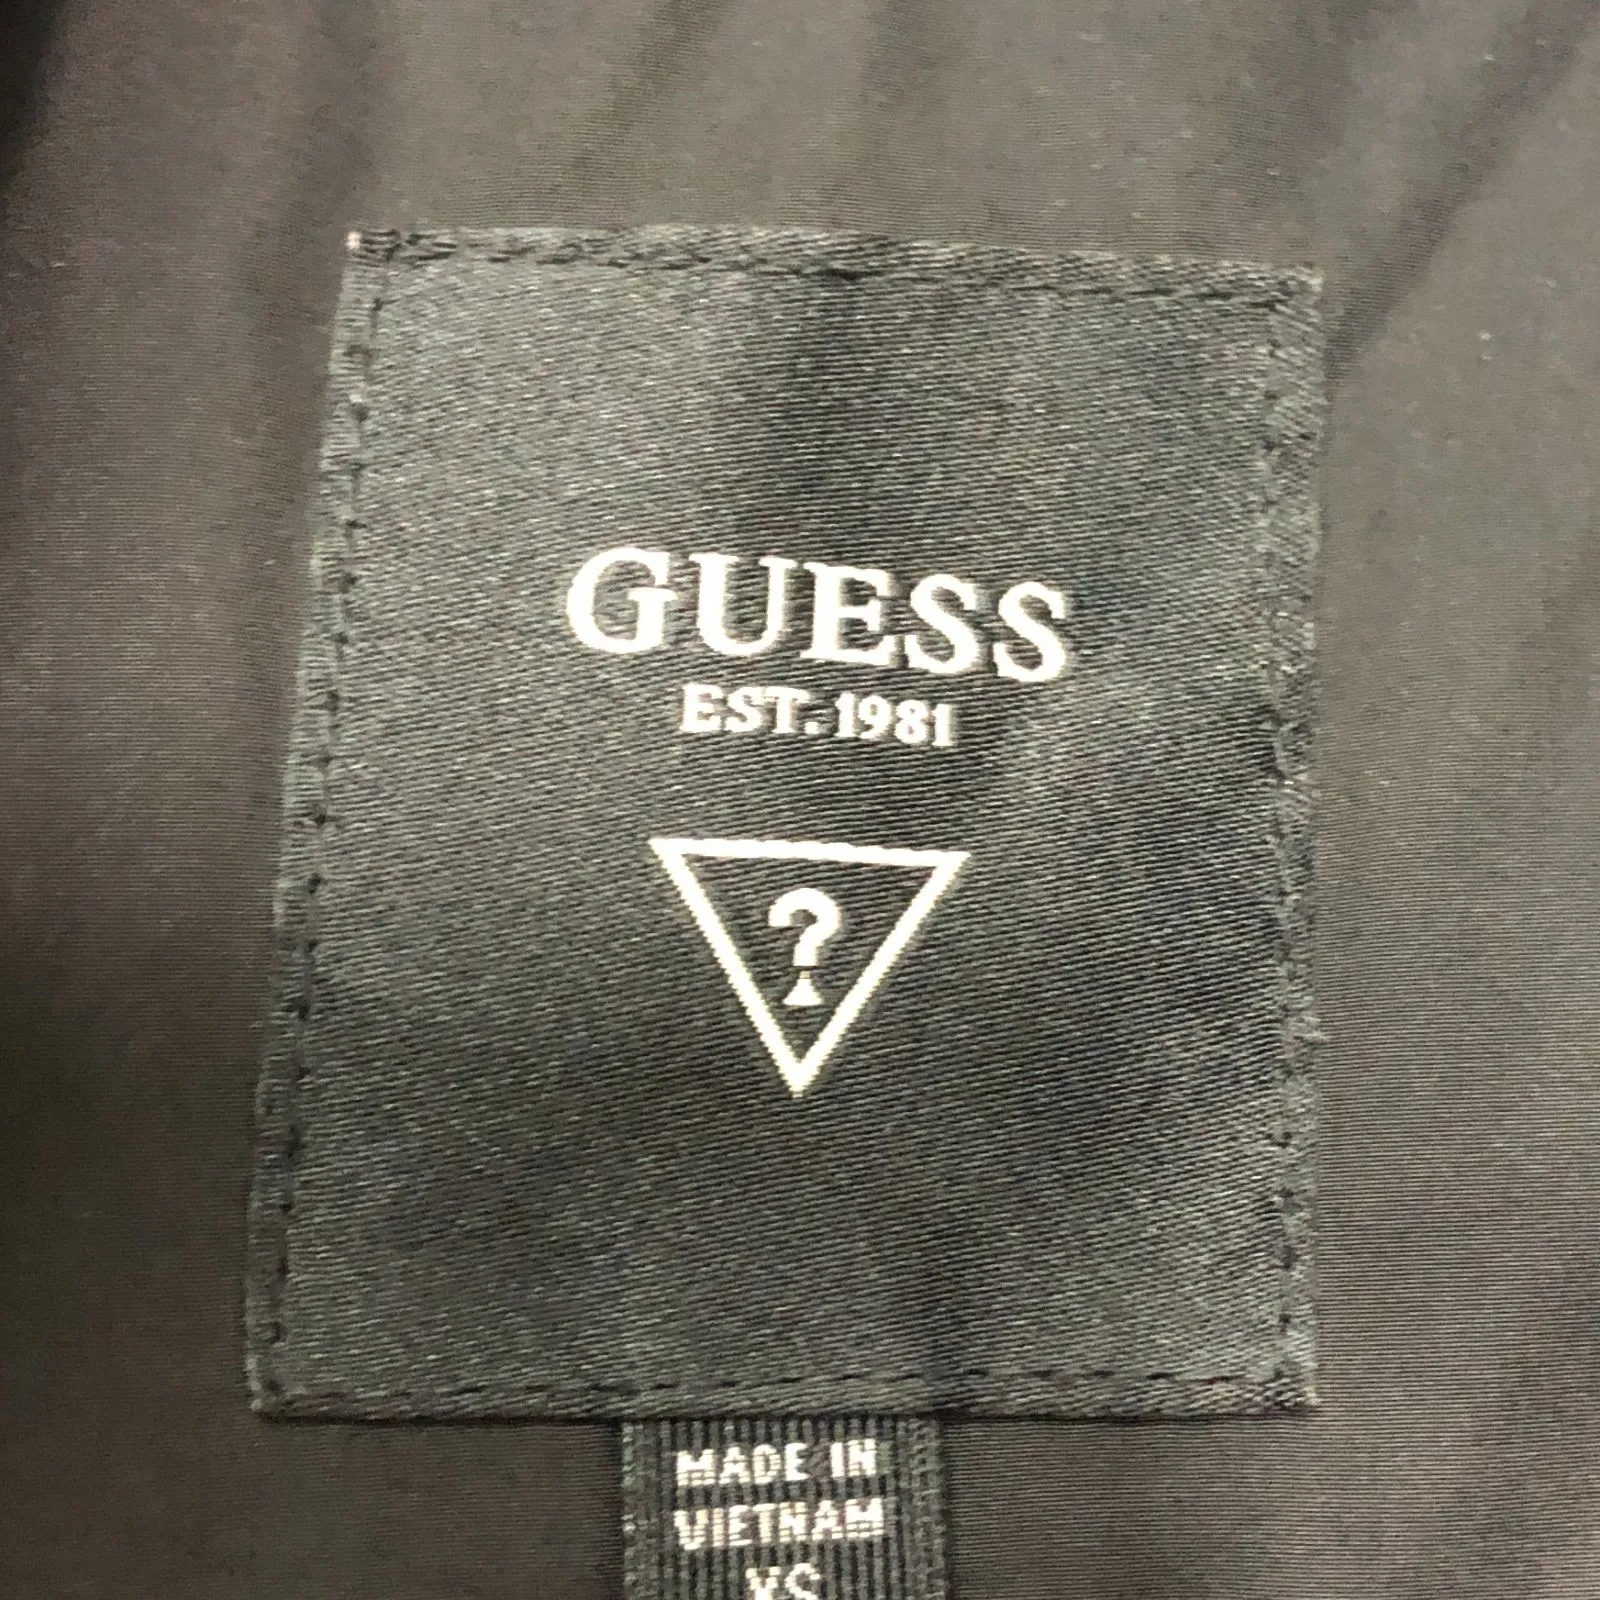 GUESS
EST. 1981
?
MADE IN
VIETNAM
XS